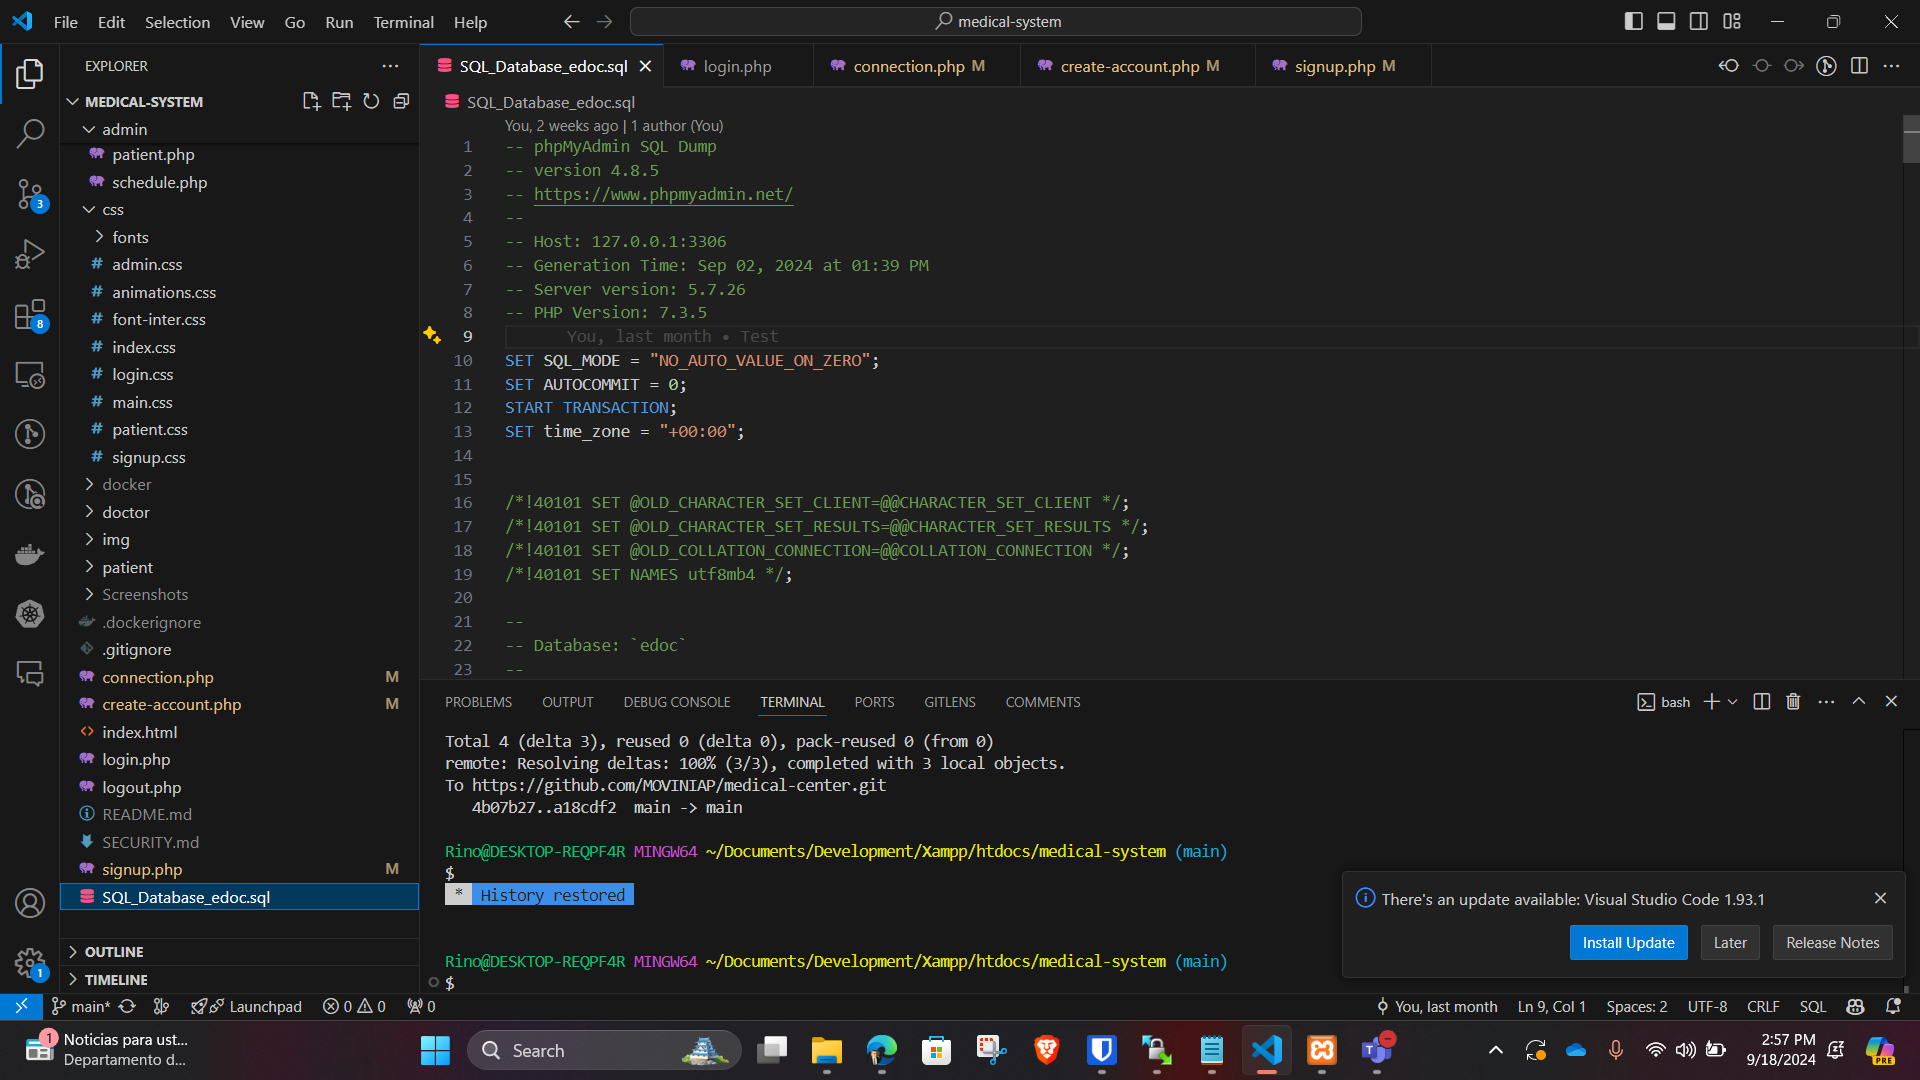 File Edit Selection View Go Run Terminal Help
medical-system
EXPLORER
MEDICAL-SYSTEM
admin
patient.php
schedule.php
css
fonts
# admin.css
# animations.css
# font-inter.css
# index.css
# login.css
# main.css
# patient.css
# signup.css
docker
doctor
img
patient
Screenshots
.dockerignore
.gitignore
connection.php M
create-account.php M
index.html
login.php
logout.php
README.md
SECURITY.md
signup.php M
SQL_Database_edoc.sql
OUTLINE
TIMELINE
3
8
1
SQL_Database_edoc.sql login.php connection.php M create-account.php M signup.php M
SQL_Database_edoc.sql
You, 2 weeks ago | 1 author (You)
1 -- phpMyAdmin SQL Dump
2 -- version 4.8.5
3 -- https://www.phpmyadmin.net/
4 --
5 -- Host: 127.0.0.1:3306
6 -- Generation Time: Sep 02, 2024 at 01:39 PM
7 -- Server version: 5.7.26
8 -- PHP Version: 7.3.5
9 You, last month • Test
10 SET SQL_MODE = "NO_AUTO_VALUE_ON_ZERO";
11 SET AUTOCOMMIT = 0;
12 START TRANSACTION;
13 SET time_zone = "+00:00";
14
15
16 /*!40101 SET @OLD_CHARACTER_SET_CLIENT=@@CHARACTER_SET_CLIENT */;
17 /*!40101 SET @OLD_CHARACTER_SET_RESULTS=@@CHARACTER_SET_RESULTS */;
18 /*!40101 SET @OLD_COLLATION_CONNECTION=@@COLLATION_CONNECTION */;
19 /*!40101 SET NAMES utf8mb4 */;
20
21 --
22 -- Database: `edoc`
23 --
PROBLEMS OUTPUT DEBUG CONSOLE TERMINAL PORTS GITLENS COMMENTS
bash
Total 4 (delta 3), reused 0 (delta 0), pack-reused 0 (from 0)
remote: Resolving deltas: 100% (3/3), completed with 3 local objects.
To https://github.com/MOVINIAP/medical-center.git
4b07b27..a18cdf2 main -> main
Rino@DESKTOP-REQPF4R MINGW64 ~/Documents/Development/Xampp/htdocs/medical-system (main)
$
* History restored
Rino@DESKTOP-REQPF4R MINGW64 ~/Documents/Development/Xampp/htdocs/medical-system (main)
$
There's an update available: Visual Studio Code 1.93.1
Install Update Later Release Notes
main* Launchpad 0 0 0
You, last month Ln 9, Col 1 Spaces: 2 UTF-8 CRLF SQL
1
Noticias para ust...
Departamento d...
Search
2:57 PM
9/18/2024
PRE